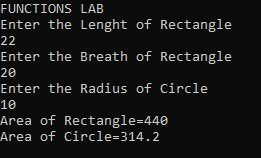 FUNCTIONS LAB
Enter the Lenght of Rectangle
22
Enter the Breath of Rectangle
20
Enter the Radius of Circle
10
Area of Rectangle=440
Area of Circle=314.2